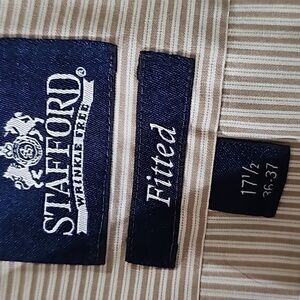 STAFFORD®
WRINKLE FREE
Fitted
17½
36-37